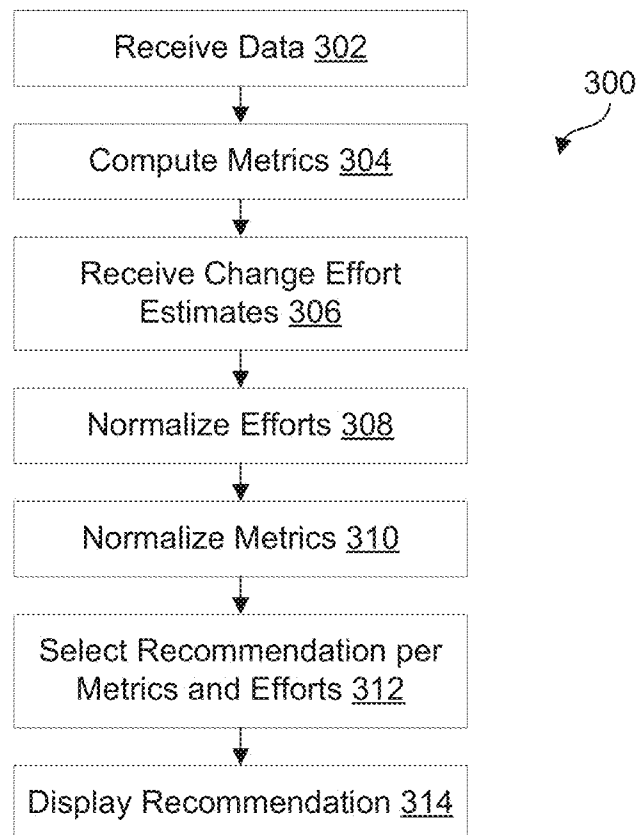 Receive Data 302
300
Compute Metrics 304
Receive Change Effort
Estimates 306
Normalize Efforts 308
Normalize Metrics 310
Select Recommendation per
Metrics and Efforts 312
Display Recommendation 314